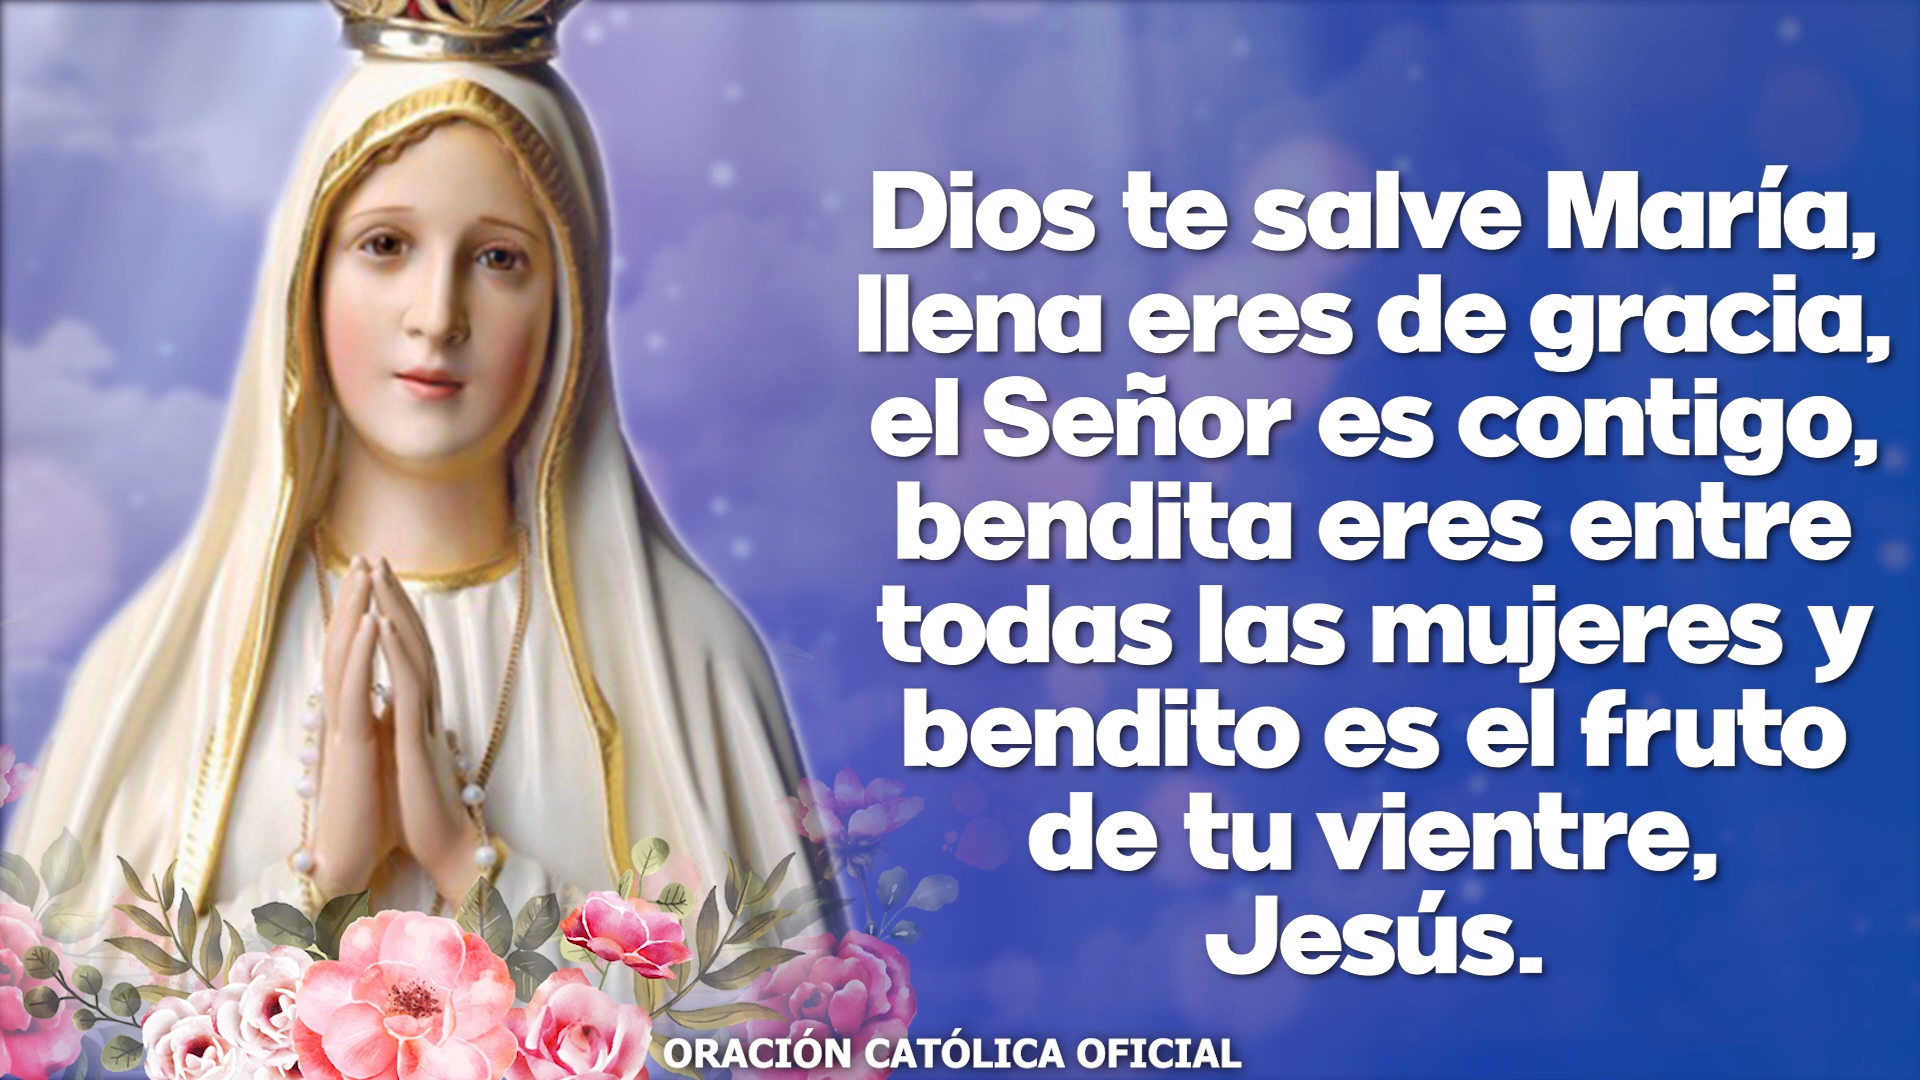 Dios te salve María,
llena eres de gracia,
el Señor es contigo,
bendita eres entre
todas las mujeres y
bendito es el fruto
de tu vientre,
Jesús.
ORACIÓN CATÓLICA OFICIAL